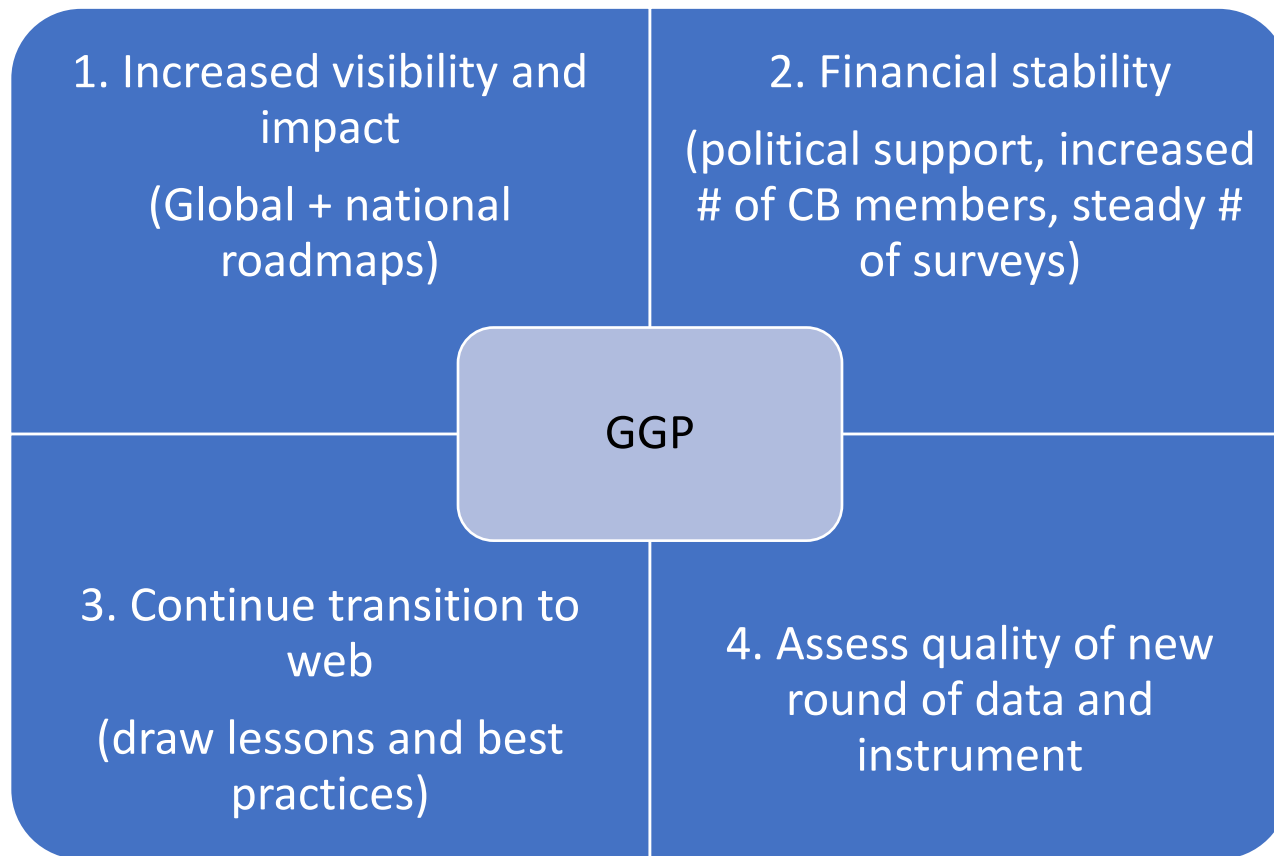 1. Increased visibility and
impact
(Global + national
roadmaps)
2. Financial stability
(political support, increased
# of CB members, steady #
of surveys)
GGP
3. Continue transition to
web
(draw lessons and best
practices)
4. Assess quality of new
round of data and
instrument